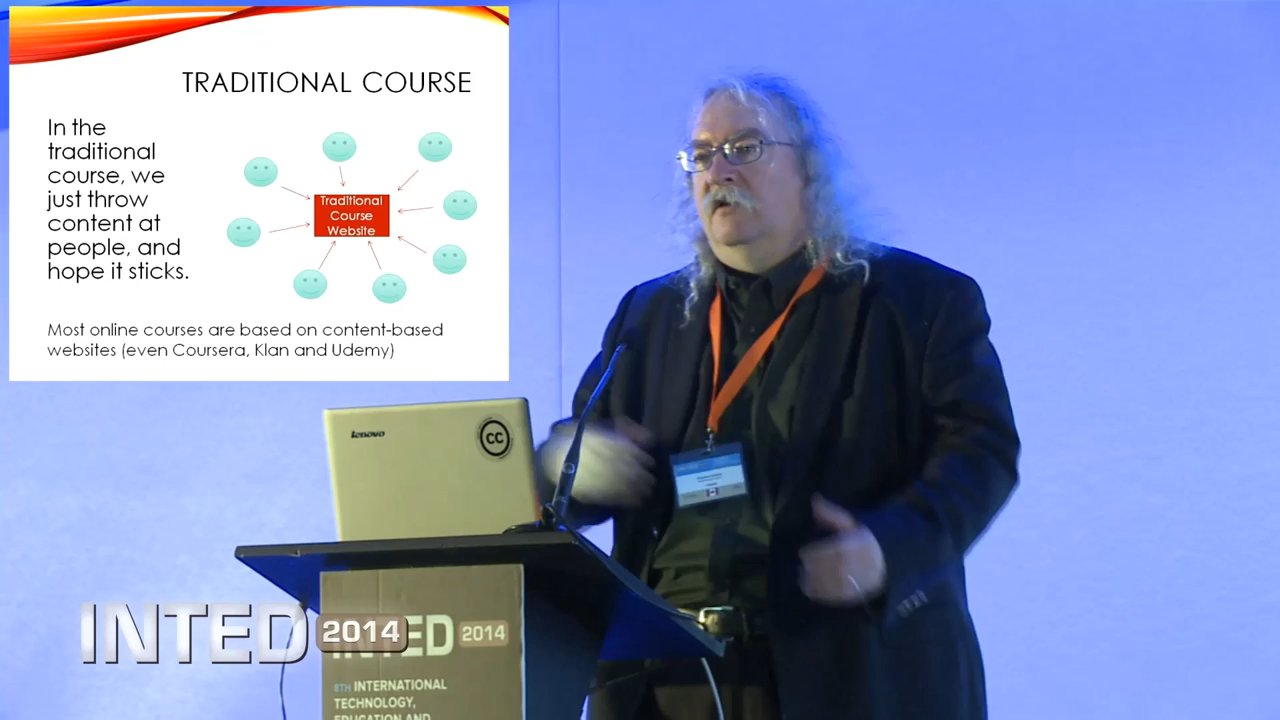 TRADITIONAL COURSE
In the
traditional
course, we
just throw
content at
people, and
hope it sticks.
Traditional
Course
Website
Most online courses are based on content-based
websites (even Coursera, Klan and Udemy)
lenovo
CC
INTED 2014
INTED 2014
8TH INTERNATIONAL
TECHNOLOGY,
EDUCATION AND